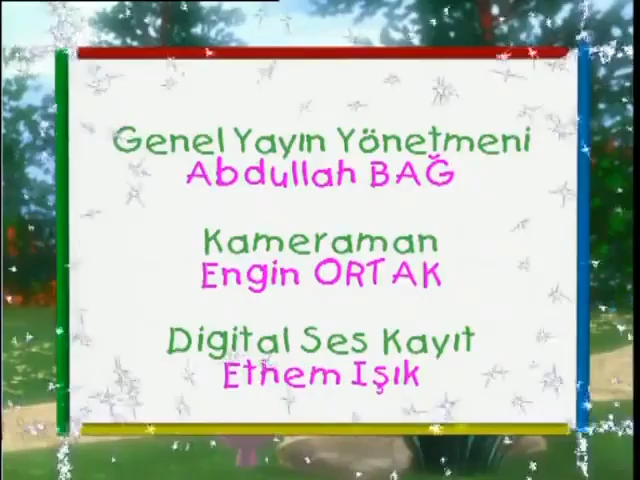 Genel Yayın Yönetmeni
Abdullah BAĞ
Kameraman
Engin ORTAK
Digital Ses Kayıt
Ethem Işık